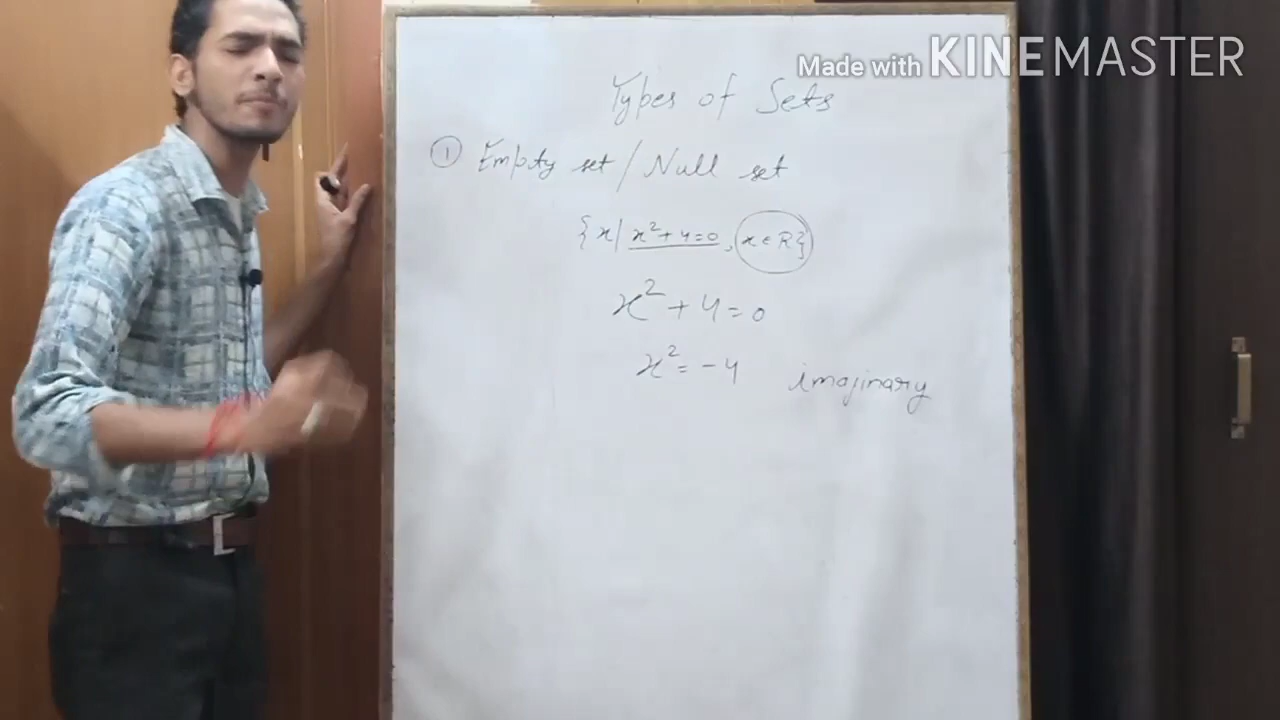 Made with KINEMASTER
Types of Sets
① Empty set / Null set
{x | x²+4=0, x∈R}
x²+4=0
x²=-4
imajinary